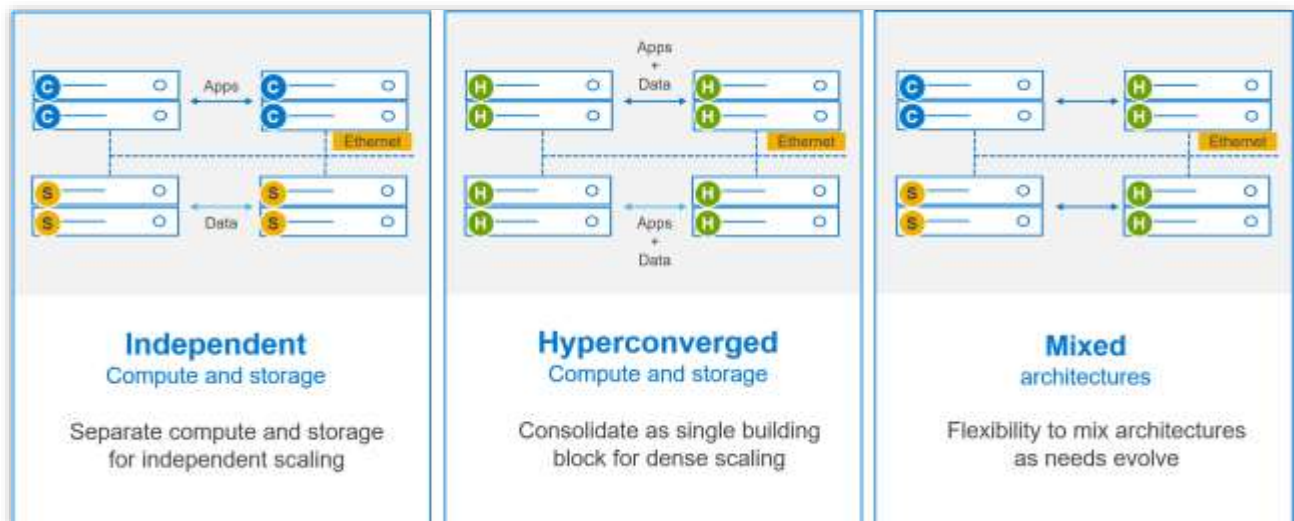 C
C
Apps
C
C
Ethernet
S
S
Data
S
S
Independent
Compute and storage
Separate compute and storage
for independent scaling
Apps
+
Data
H
H
H
H
Ethernet
H
H
H
H
Apps
+
Data
Hyperconverged
Compute and storage
Consolidate as single building
block for dense scaling
C
C
H
H
Ethernet
S
S
H
H
Mixed
architectures
Flexibility to mix architectures
as needs evolve